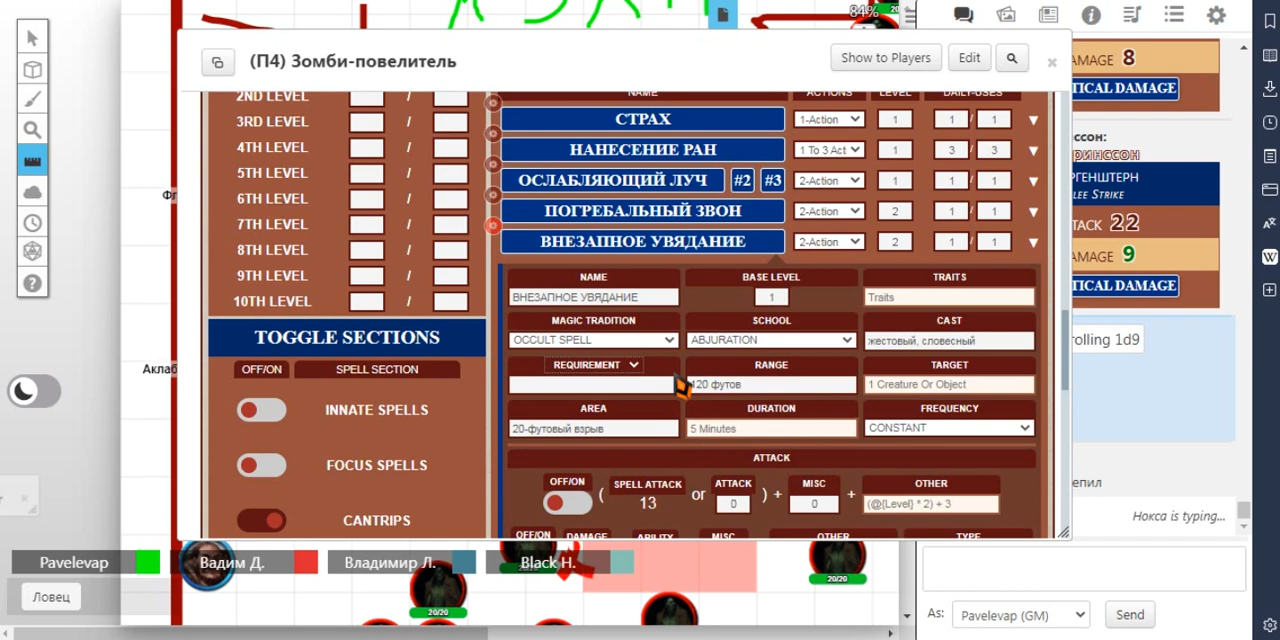 84%
20
(П4) Зомби-повелитель
Show to Players
Edit
NAME ACTIONS LEVEL DAILY-USES
2ND LEVEL /
3RD LEVEL /
4TH LEVEL /
5TH LEVEL /
6TH LEVEL /
7TH LEVEL /
8TH LEVEL /
9TH LEVEL /
10TH LEVEL /
СТРАХ 1-Action 1 1 / 1
НАНЕСЕНИЕ РАН 1 To 3 Act 1 3 / 3
ОСЛАБЛЯЮЩИЙ ЛУЧ #2 #3 2-Action 1 1 / 1
ПОГРЕБАЛЬНЫЙ ЗВОН 2-Action 2 1 / 1
ВНЕЗАПНОЕ УВЯДАНИЕ 2-Action 2 1 / 1
TOGGLE SECTIONS
OFF/ON SPELL SECTION
INNATE SPELLS
FOCUS SPELLS
CANTRIPS
NAME BASE LEVEL TRAITS
ВНЕЗАПНОЕ УВЯДАНИЕ 1 Traits
MAGIC TRADITION SCHOOL CAST
OCCULT SPELL ABJURATION жестовый, словесный
REQUIREMENT RANGE TARGET
120 футов 1 Creature Or Object
AREA DURATION FREQUENCY
20-футовый взрыв 5 Minutes CONSTANT
ATTACK
OFF/ON SPELL ATTACK ATTACK MISC OTHER
( 13 or 0 ) + 0 + (@{Level} * 2) + 3
OFF/ON DAMAGE ABILITY MISC OTHER TYPE
Фг
Аклаб
AMAGE 8
TICAL DAMAGE
ссон:
ринссон
РГЕНШТЕРН
LEE STRIKE
TACK 22
AMAGE 9
TICAL DAMAGE
rolling 1d9
епил
Нокса is typing...
Pavelevap
Вадим Д.
Владимир Л.
Black H.
20/20
20/20
Ловец
As: Pavelevap (GM) Send